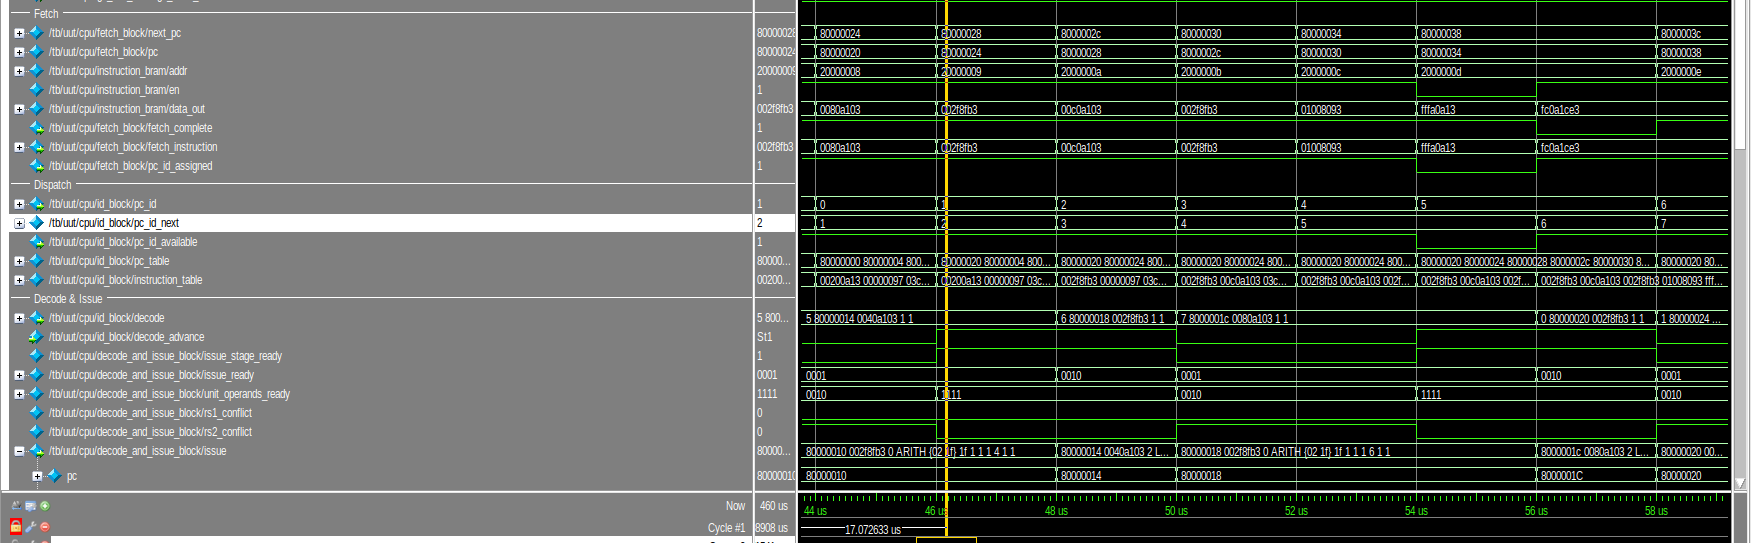 Fetch
/tb/uut/cpu/fetch_block/next_pc 80000028 80000024 80000028 8000002c 80000030 80000034 80000038 8000003c
/tb/uut/cpu/fetch_block/pc 80000024 80000020 80000024 80000028 8000002c 80000030 80000034 80000038
/tb/uut/cpu/instruction_bram/addr 20000009 20000008 20000009 2000000a 2000000b 2000000c 2000000d 2000000e
/tb/uut/cpu/instruction_bram/en 1
/tb/uut/cpu/instruction_bram/data_out 002f8fb3 0080a103 002f8fb3 00c0a103 002f8fb3 01008093 fffa0a13 fc0a1ce3
/tb/uut/cpu/fetch_block/fetch_complete 1
/tb/uut/cpu/fetch_block/fetch_instruction 002f8fb3 0080a103 002f8fb3 00c0a103 002f8fb3 01008093 fffa0a13 fc0a1ce3
/tb/uut/cpu/fetch_block/pc_id_assigned 1
Dispatch
/tb/uut/cpu/id_block/pc_id 1 0 1 2 3 4 5 6
/tb/uut/cpu/id_block/pc_id_next 2 1 2 3 4 5 6 7
/tb/uut/cpu/id_block/pc_id_available 1
/tb/uut/cpu/id_block/pc_table 80000... 80000000 80000004 800... 80000020 80000004 800... 80000020 80000024 800... 80000020 80000024 800... 80000020 80000024 800... 80000020 80000024 80000028 8000002c 80000030 8... 80000020 80...
/tb/uut/cpu/id_block/instruction_table 00200... 00200a13 00000097 03c... 00200a13 00000097 03c... 002f8fb3 00000097 03c... 002f8fb3 00c0a103 03c... 002f8fb3 00c0a103 002f... 002f8fb3 00c0a103 002f... 002f8fb3 00c0a103 002f8fb3 01008093 fff...
Decode & Issue
/tb/uut/cpu/id_block/decode 5 800... 5 80000014 0040a103 1 1 6 80000018 002f8fb3 1 1 7 8000001c 0080a103 1 1 0 80000020 002f8fb3 1 1 1 80000024 ...
/tb/uut/cpu/id_block/decode_advance St1
/tb/uut/cpu/decode_and_issue_block/issue_stage_ready 1
/tb/uut/cpu/decode_and_issue_block/issue_ready 0001 0001 0010 0001 0010 0001
/tb/uut/cpu/decode_and_issue_block/unit_operands_ready 1111 0010 1111 0010 1111 0010
/tb/uut/cpu/decode_and_issue_block/rs1_conflict 0
/tb/uut/cpu/decode_and_issue_block/rs2_conflict 0
/tb/uut/cpu/decode_and_issue_block/issue 80000... 80000010 002f8fb3 0 ARITH {02 1f} 1f 1 1 1 4 1 1 80000014 0040a103 2 L... 80000018 002f8fb3 0 ARITH {02 1f} 1f 1 1 1 6 1 1 8000001c 0080a103 2 L... 80000020 00...
pc 80000010 80000010 80000014 80000018 8000001C 80000020
Now 460 us 44 us 46 us 48 us 50 us 52 us 54 us 56 us 58 us
Cycle #1 8908 us 17.072633 us